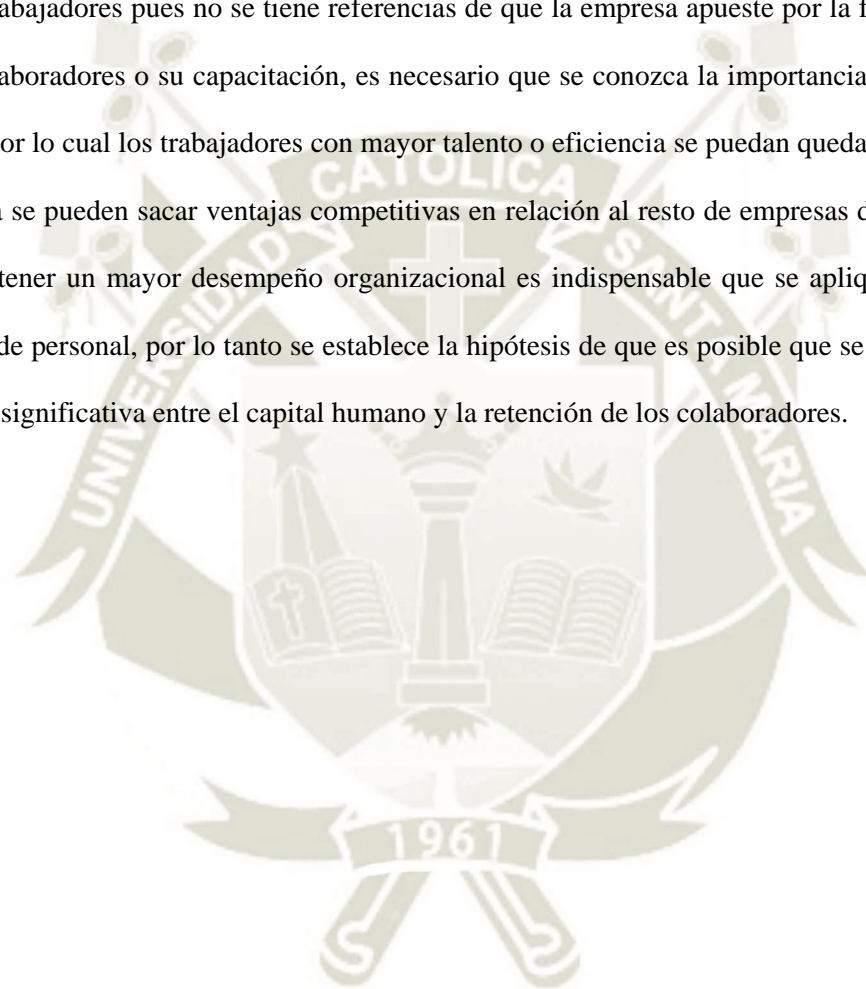 abajadores pues no se tiene referencias de que la empresa apueste por la f
aboradores o su capacitación, es necesario que se conozca la importancia
or lo cual los trabajadores con mayor talento o eficiencia se puedan queda
se pueden sacar ventajas competitivas en relación al resto de empresas d
tener un mayor desempeño organizacional es indispensable que se apliq
de personal, por lo tanto se establece la hipótesis de que es posible que se
significativa entre el capital humano y la retención de los colaboradores.
UNIVERSIDAD CATOLICA SANTA MARIA
1961